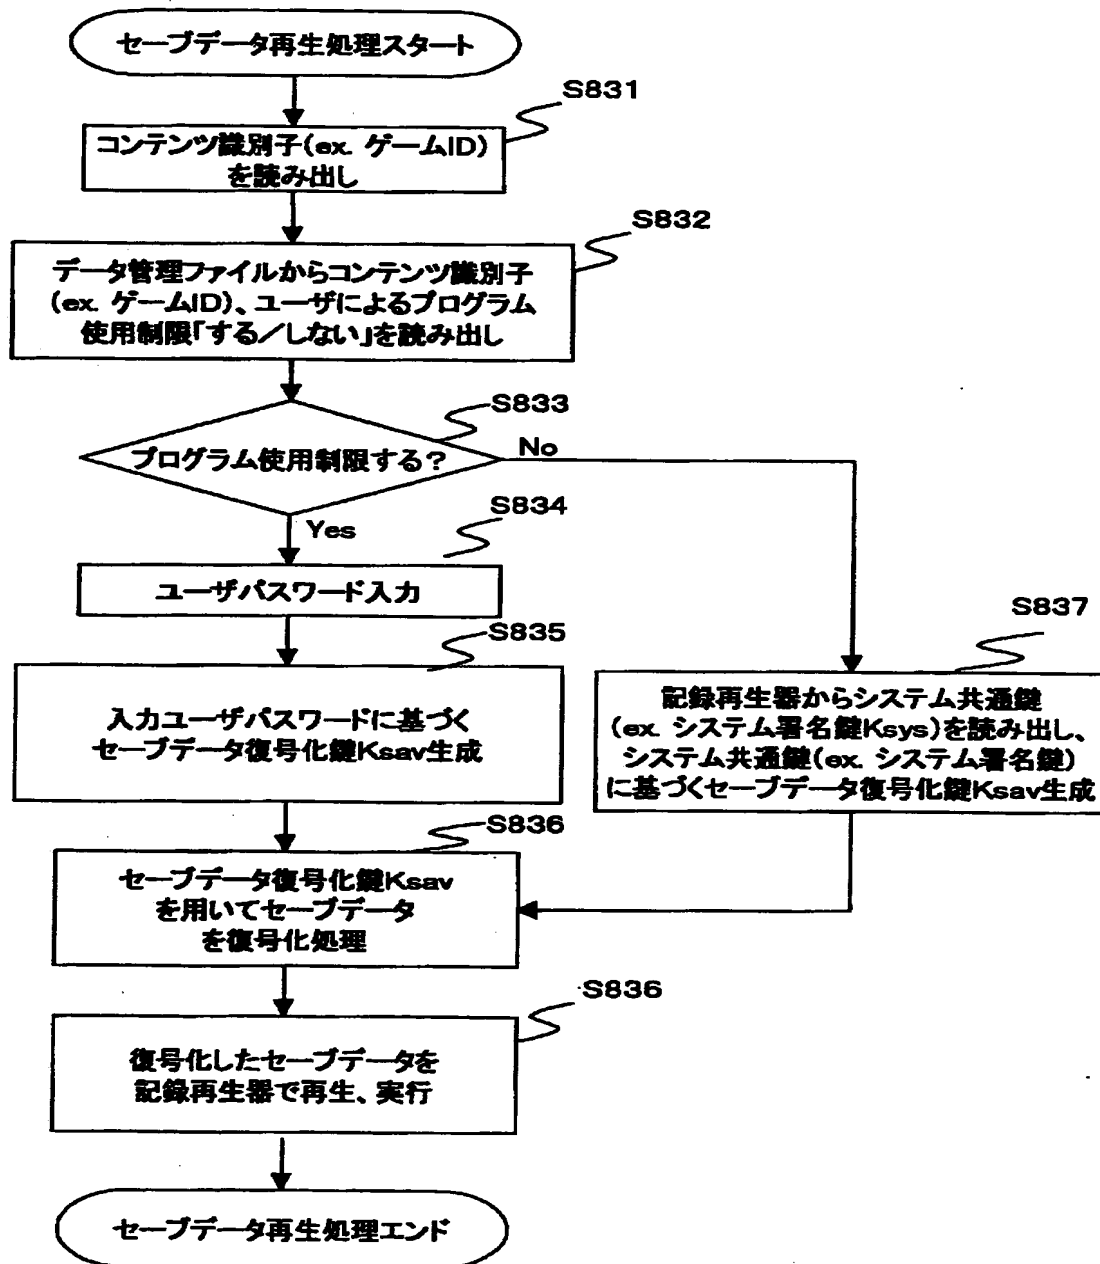 セーブデータ再生処理スタート
S831
コンテンツ識別子(ex. ゲームID)
を読み出し
S832
データ管理ファイルからコンテンツ識別子
(ex. ゲームID)、ユーザによるプログラム
使用制限「する/しない」を読み出し
S833
プログラム使用制限する?
No
Yes
S834
ユーザパスワード入力
S835
入力ユーザパスワードに基づく
セーブデータ復号化鍵Ksav生成
S837
記録再生器からシステム共通鍵
(ex. システム署名鍵Ksys)を読み出し、
システム共通鍵(ex. システム署名鍵)
に基づくセーブデータ復号化鍵Ksav生成
S836
セーブデータ復号化鍵Ksav
を用いてセーブデータ
を復号化処理
S836
復号化したセーブデータを
記録再生器で再生、実行
セーブデータ再生処理エンド